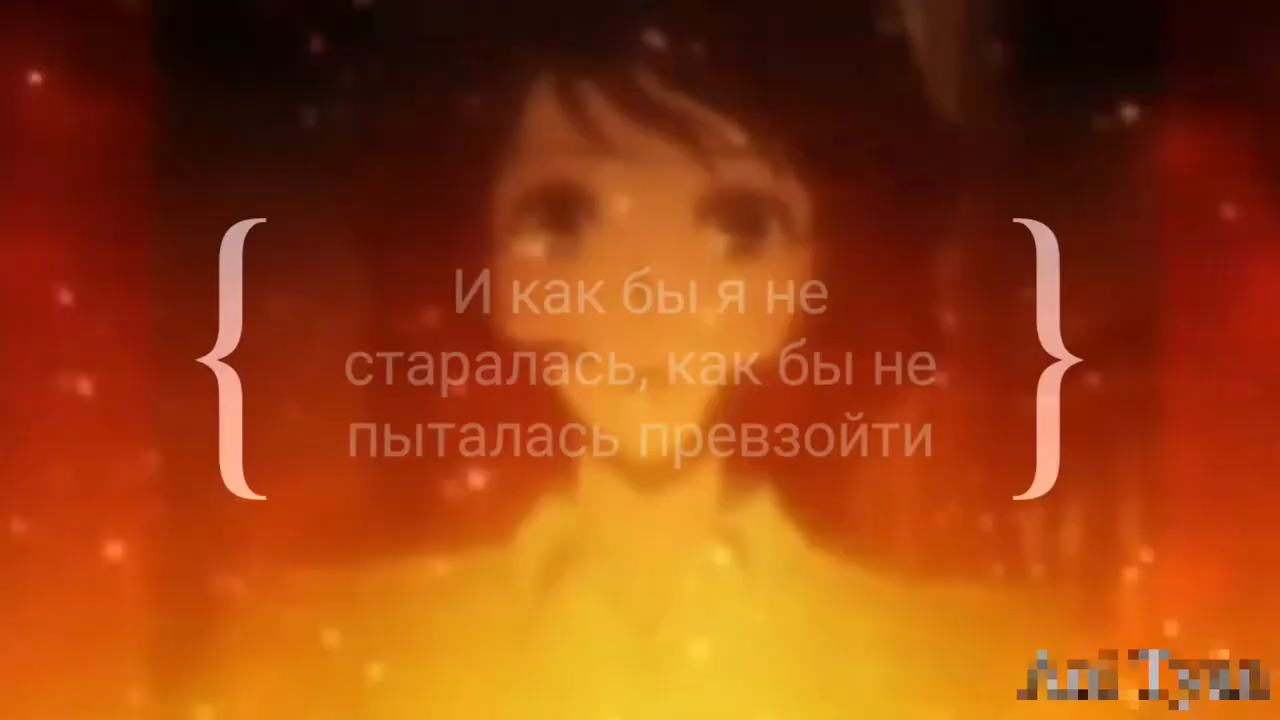 И как бы я не
старалась, как бы не
пыталась превзойти